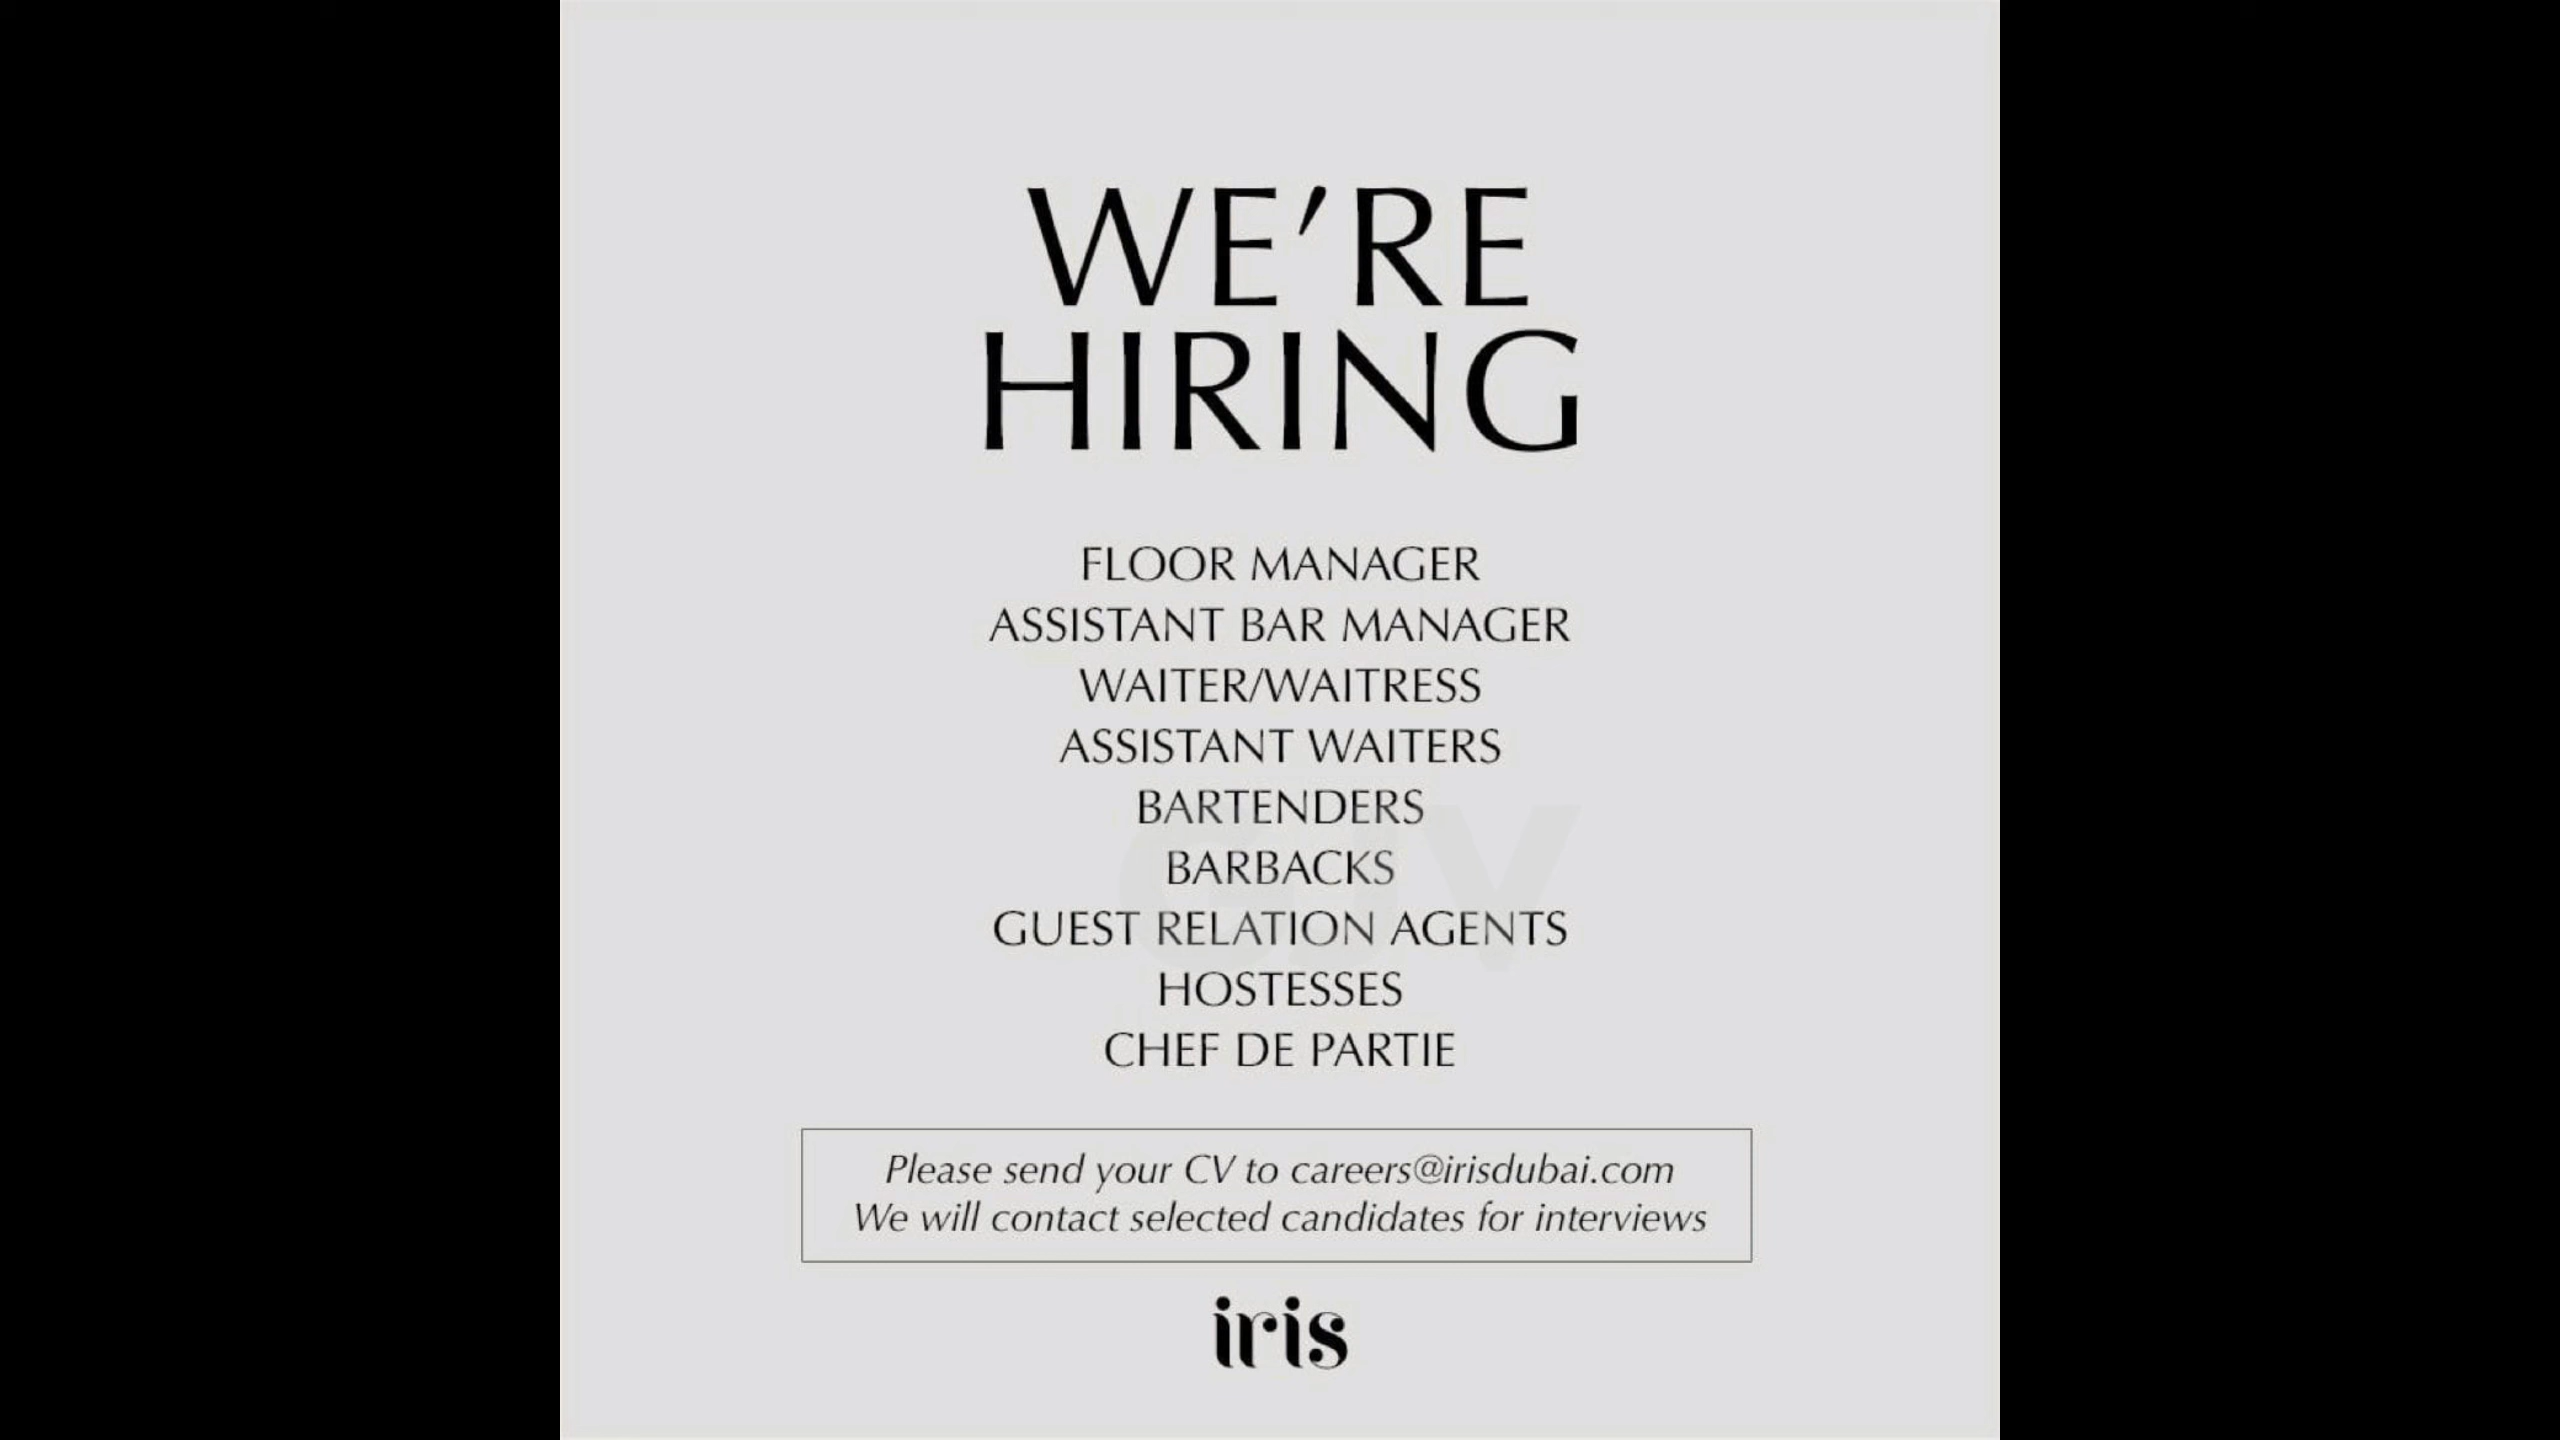 WE'RE
HIRING
FLOOR MANAGER
ASSISTANT BAR MANAGER
WAITER/WAITRESS
ASSISTANT WAITERS
BARTENDERS
BARBACKS
GUEST RELATION AGENTS
HOSTESSES
CHEF DE PARTIE
Please send your CV to careers@irisdubai.com
We will contact selected candidates for interviews
iris